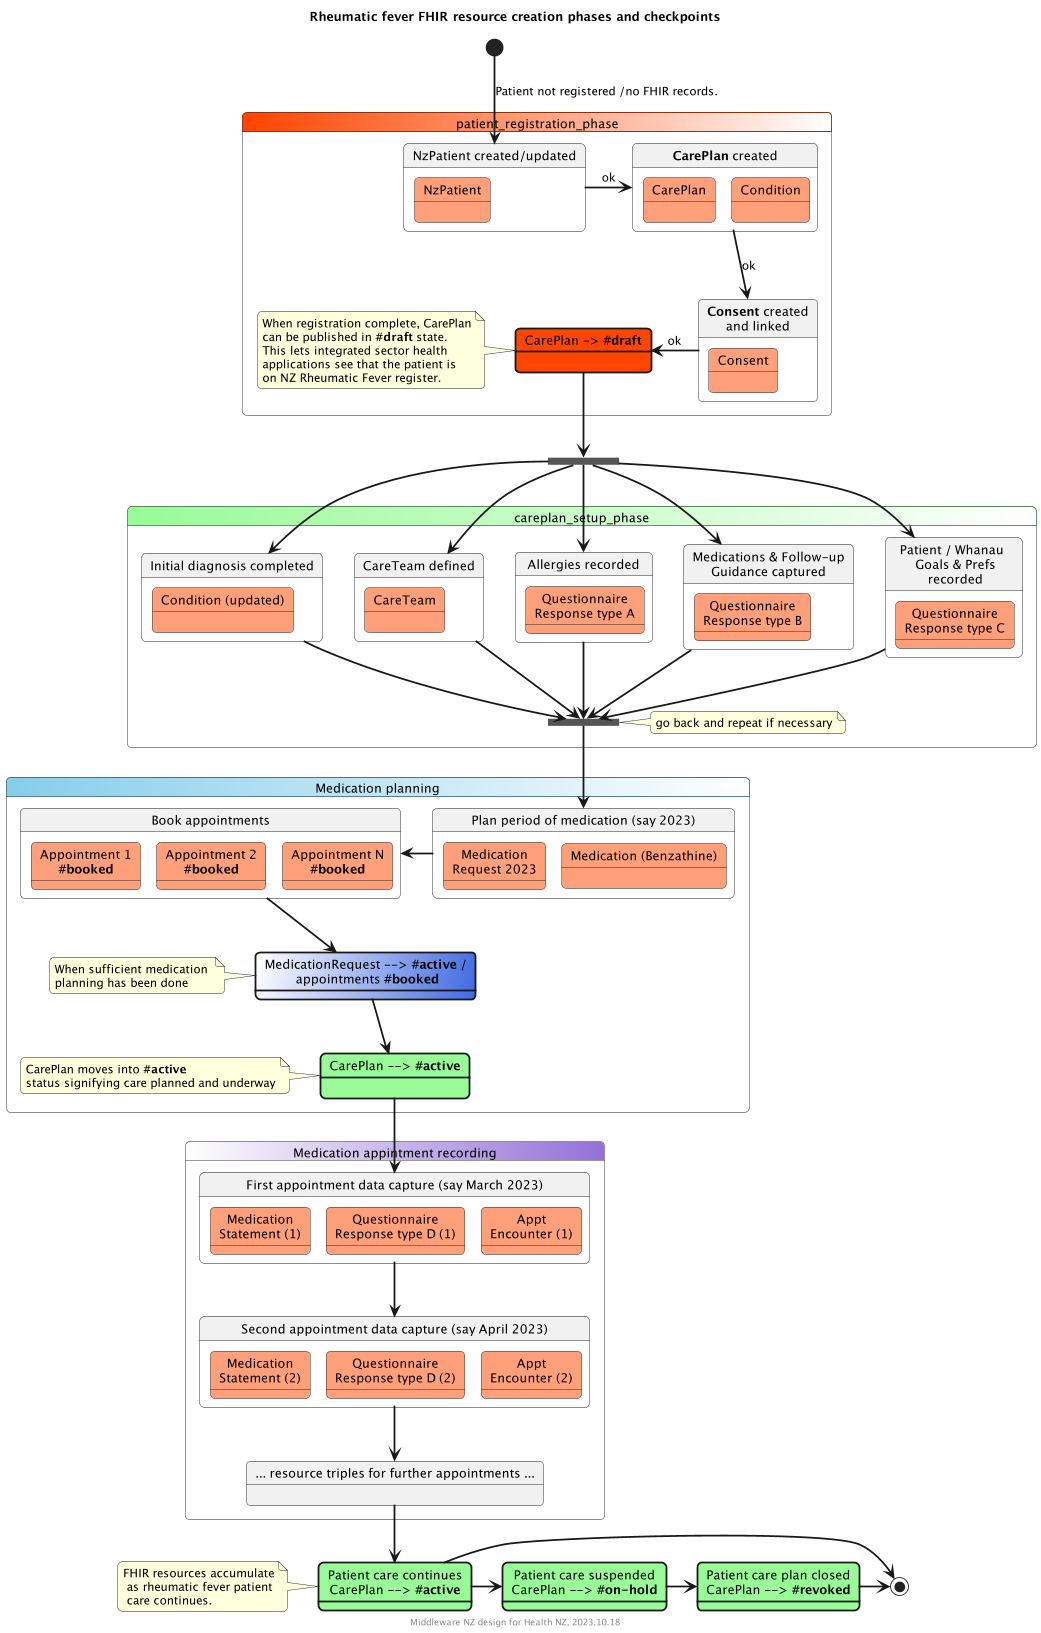 Rheumatic fever FHIR resource creation phases and checkpoints
Patient not registered /no FHIR records.
patient_registration_phase
NzPatient created/updated
NzPatient
ok
CarePlan created
CarePlan
Condition
ok
Consent created
and linked
Consent
ok
CarePlan -> #draft
When registration complete, CarePlan
can be published in #draft state.
This lets integrated sector health
applications see that the patient is
on NZ Rheumatic Fever register.
careplan_setup_phase
Initial diagnosis completed
Condition (updated)
CareTeam defined
CareTeam
Allergies recorded
Questionnaire
Response type A
Medications & Follow-up
Guidance captured
Questionnaire
Response type B
Patient / Whanau
Goals & Prefs
recorded
Questionnaire
Response type C
go back and repeat if necessary
Medication planning
Book appointments
Appointment 1
#booked
Appointment 2
#booked
Appointment N
#booked
Plan period of medication (say 2023)
Medication
Request 2023
Medication (Benzathine)
When sufficient medication
planning has been done
MedicationRequest --> #active /
appointments #booked
CarePlan moves into #active
status signifying care planned and underway
CarePlan --> #active
Medication appintment recording
First appointment data capture (say March 2023)
Medication
Statement (1)
Questionnaire
Response type D (1)
Appt
Encounter (1)
Second appointment data capture (say April 2023)
Medication
Statement (2)
Questionnaire
Response type D (2)
Appt
Encounter (2)
... resource triples for further appointments ...
FHIR resources accumulate
as rheumatic fever patient
care continues.
Patient care continues
CarePlan --> #active
Patient care suspended
CarePlan --> #on-hold
Patient care plan closed
CarePlan --> #revoked
Middleware NZ design for Health NZ, 2023.10.18